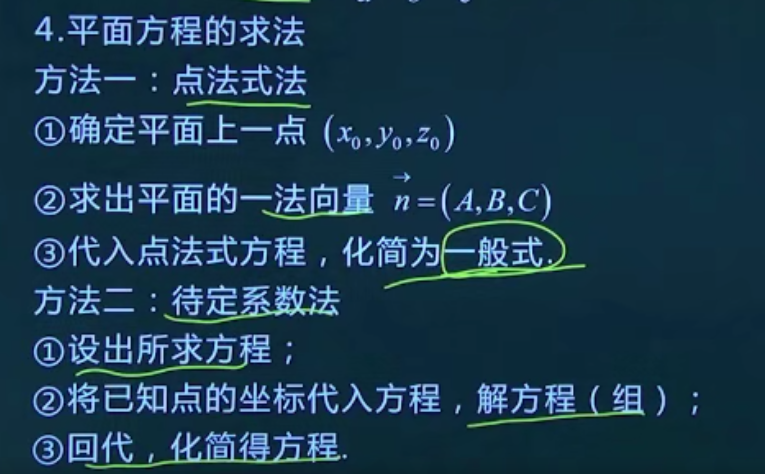 4.平面方程的求法
方法一：点法式法
①确定平面上一点 (x₀,y₀,z₀)
②求出平面的一法向量 n⃗=(A,B,C)
③代入点法式方程，化简为一般式.
方法二：待定系数法
①设出所求方程；
②将已知点的坐标代入方程，解方程（组）；
③回代，化简得方程.